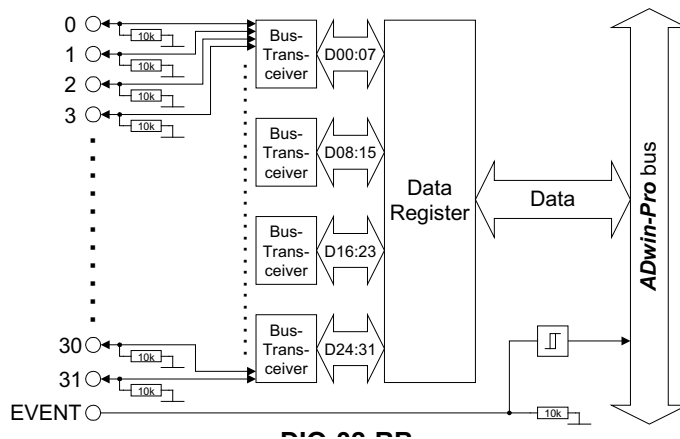 0
10k
1
10k
2
10k
3
10k
Bus-
Trans-
ceiver
D00:07
Bus-
Trans-
ceiver
D08:15
Bus-
Trans-
ceiver
D16:23
Bus-
Trans-
ceiver
D24:31
Data
Register
Data
ADwin-Pro bus
30
10k
31
10k
EVENT
10k